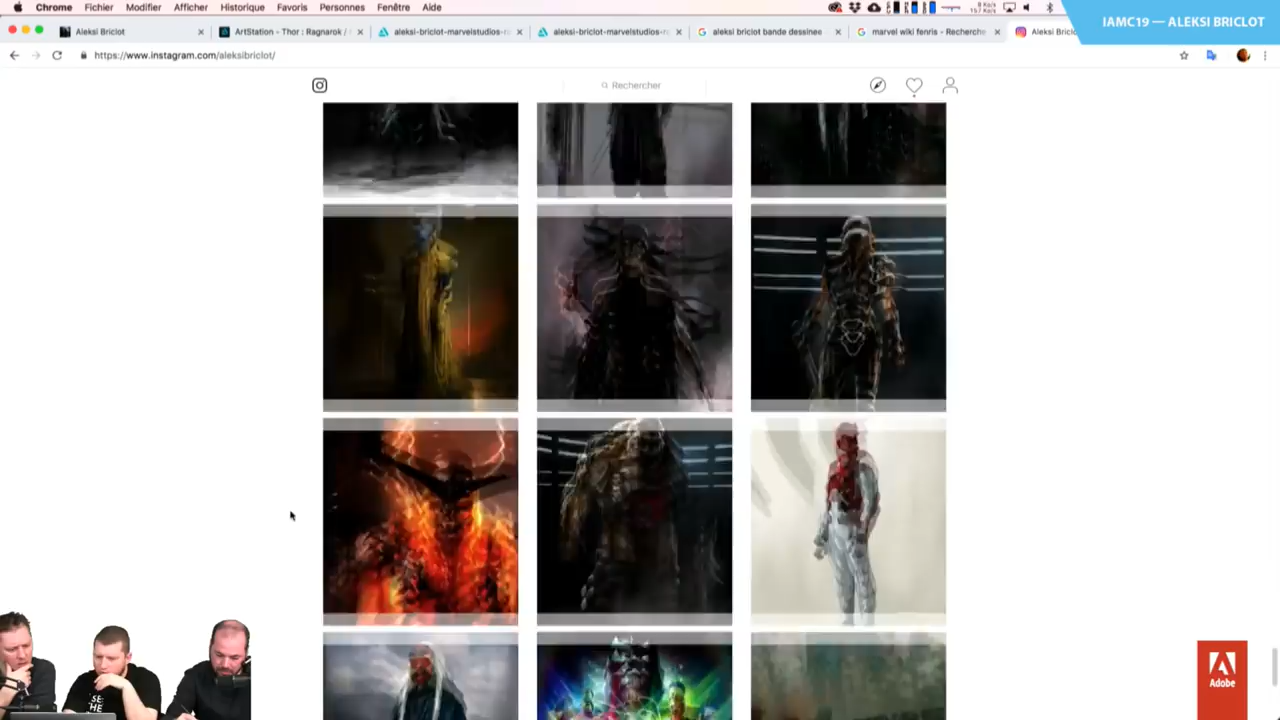 Chrome Fichier Modifier Afficher Historique Favoris Personnes Fenêtre Aide
IAMC19 — ALEKSI BRICLOT
Aleksi Briclot
ArtStation - Thor : Ragnarok /
aleksi-briclot-marvelstudios-r
aleksi-briclot-marvelstudios-r
aleksi briclot bande dessinee
marvel wiki fenris - Recherche
Aleksi Briclo
https://www.instagram.com/aleksibriclot/
Rechercher
Adobe